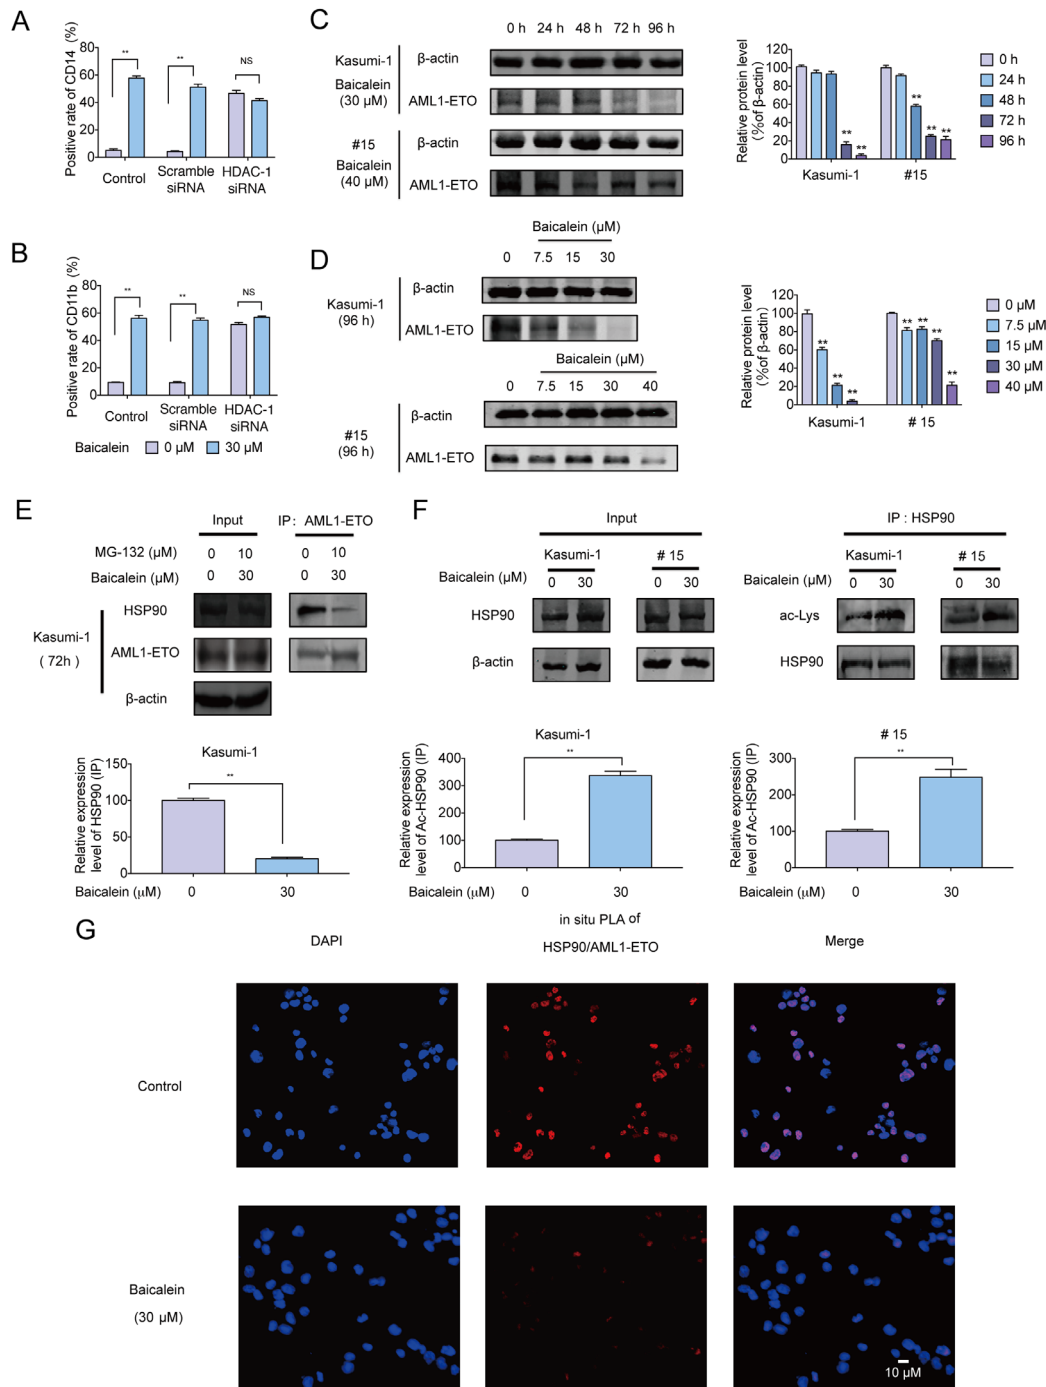 A
Positive rate of CD14 (%)
80
60
40
20
0
**
**
NS
Control
Scramble siRNA
HDAC-1 siRNA
B
Positive rate of CD11b (%)
80
60
40
20
0
**
**
NS
Control
Scramble siRNA
HDAC-1 siRNA
Baicalein 0 μM 30 μM
C
0 h 24 h 48 h 72 h 96 h
Kasumi-1
Baicalein
(30 μM)
β-actin
AML1-ETO
#15
Baicalein
(40 μM)
β-actin
AML1-ETO
Relative protein level
(%of β-actin)
120
100
80
60
40
20
0
** ** ** ** **
Kasumi-1 #15
0 h
24 h
48 h
72 h
96 h
D
Baicalein (μM)
0 7.5 15 30
Kasumi-1
(96 h)
β-actin
AML1-ETO
Baicalein (μM)
0 7.5 15 30 40
#15
(96 h)
β-actin
AML1-ETO
Relative protein level
(%of β-actin)
120
100
80
60
40
20
0
** ** ** ** ** ** **
Kasumi-1 # 15
0 μM
7.5 μM
15 μM
30 μM
40 μM
E
Input IP : AML1-ETO
MG-132 (μM) 0 10 0 10
Baicalein (μM) 0 30 0 30
Kasumi-1
( 72h )
HSP90
AML1-ETO
β-actin
Kasumi-1
Relative expression
level of HSP90 (IP)
150
100
50
0
**
Baicalein (μM) 0 30
F
Input
Kasumi-1 # 15
Baicalein (μM) 0 30 0 30
HSP90
β-actin
IP : HSP90
Kasumi-1 # 15
Baicalein (μM) 0 30 0 30
ac-Lys
HSP90
Kasumi-1
Relative expression
level of Ac-HSP90 (IP)
400
300
200
100
0
**
Baicalein (μM) 0 30
# 15
Relative expression
level of Ac-HSP90 (IP)
300
200
100
0
**
Baicalein (μM) 0 30
G
DAPI
in situ PLA of
HSP90/AML1-ETO
Merge
Control
Baicalein
(30 μM)
10 μM